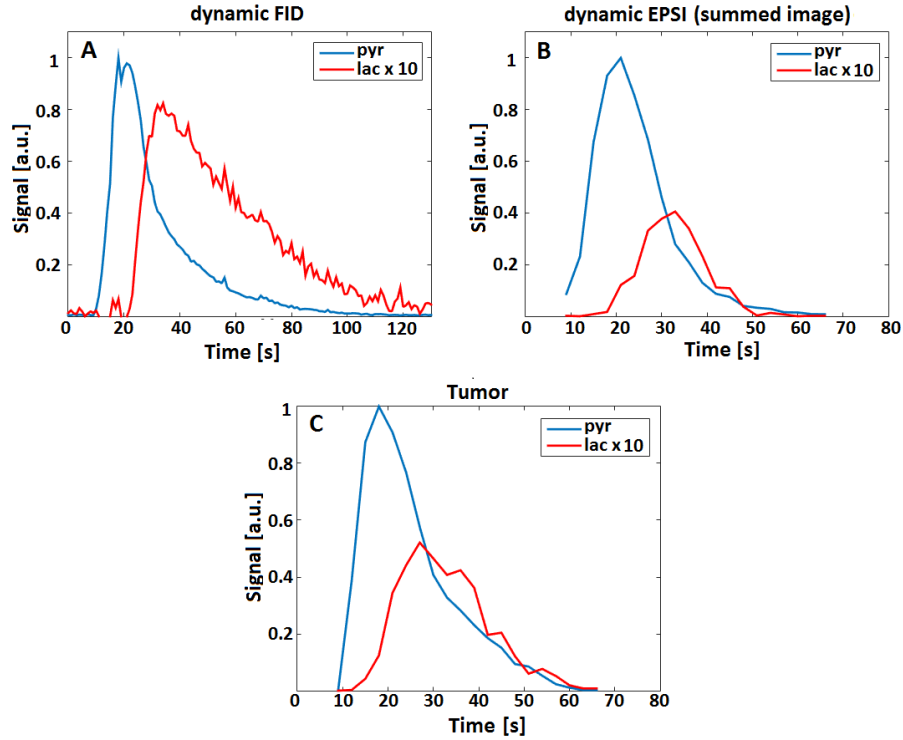 dynamic FID
A
pyr
lac x 10
1
0.8
0.6
0.4
0.2
Signal [a.u.]
0 20 40 60 80 100 120
Time [s]
dynamic EPSI (summed image)
B
pyr
lac x 10
1
0.8
0.6
0.4
0.2
Signal [a.u.]
0 10 20 30 40 50 60 70 80
Time [s]
Tumor
C
pyr
lac x 10
1
0.8
0.6
0.4
0.2
Signal [a.u.]
0 10 20 30 40 50 60 70 80
Time [s]